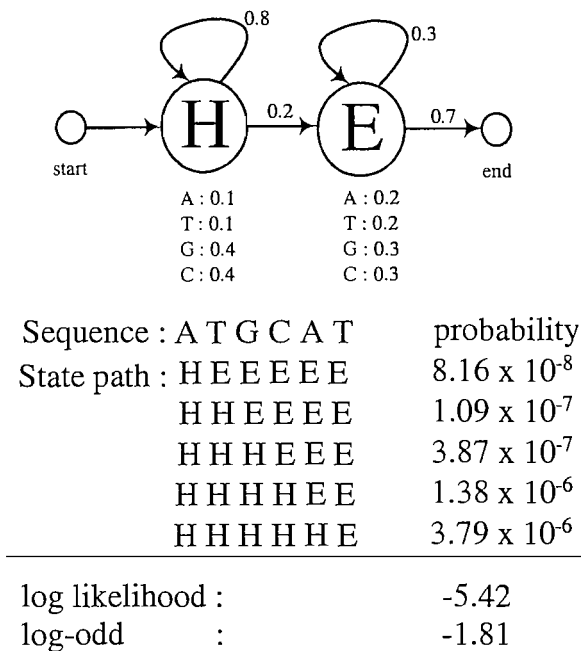 0.8
0.3
H
0.2
E
0.7
start
end
A : 0.1
T : 0.1
G : 0.4
C : 0.4
A : 0.2
T : 0.2
G : 0.3
C : 0.3
Sequence : A T G C A T probability
State path : H E E E E E 8.16 x 10⁻⁸
H H E E E E 1.09 x 10⁻⁷
H H H E E E 3.87 x 10⁻⁷
H H H H E E 1.38 x 10⁻⁶
H H H H H E 3.79 x 10⁻⁶
log likelihood : -5.42
log-odd : -1.81